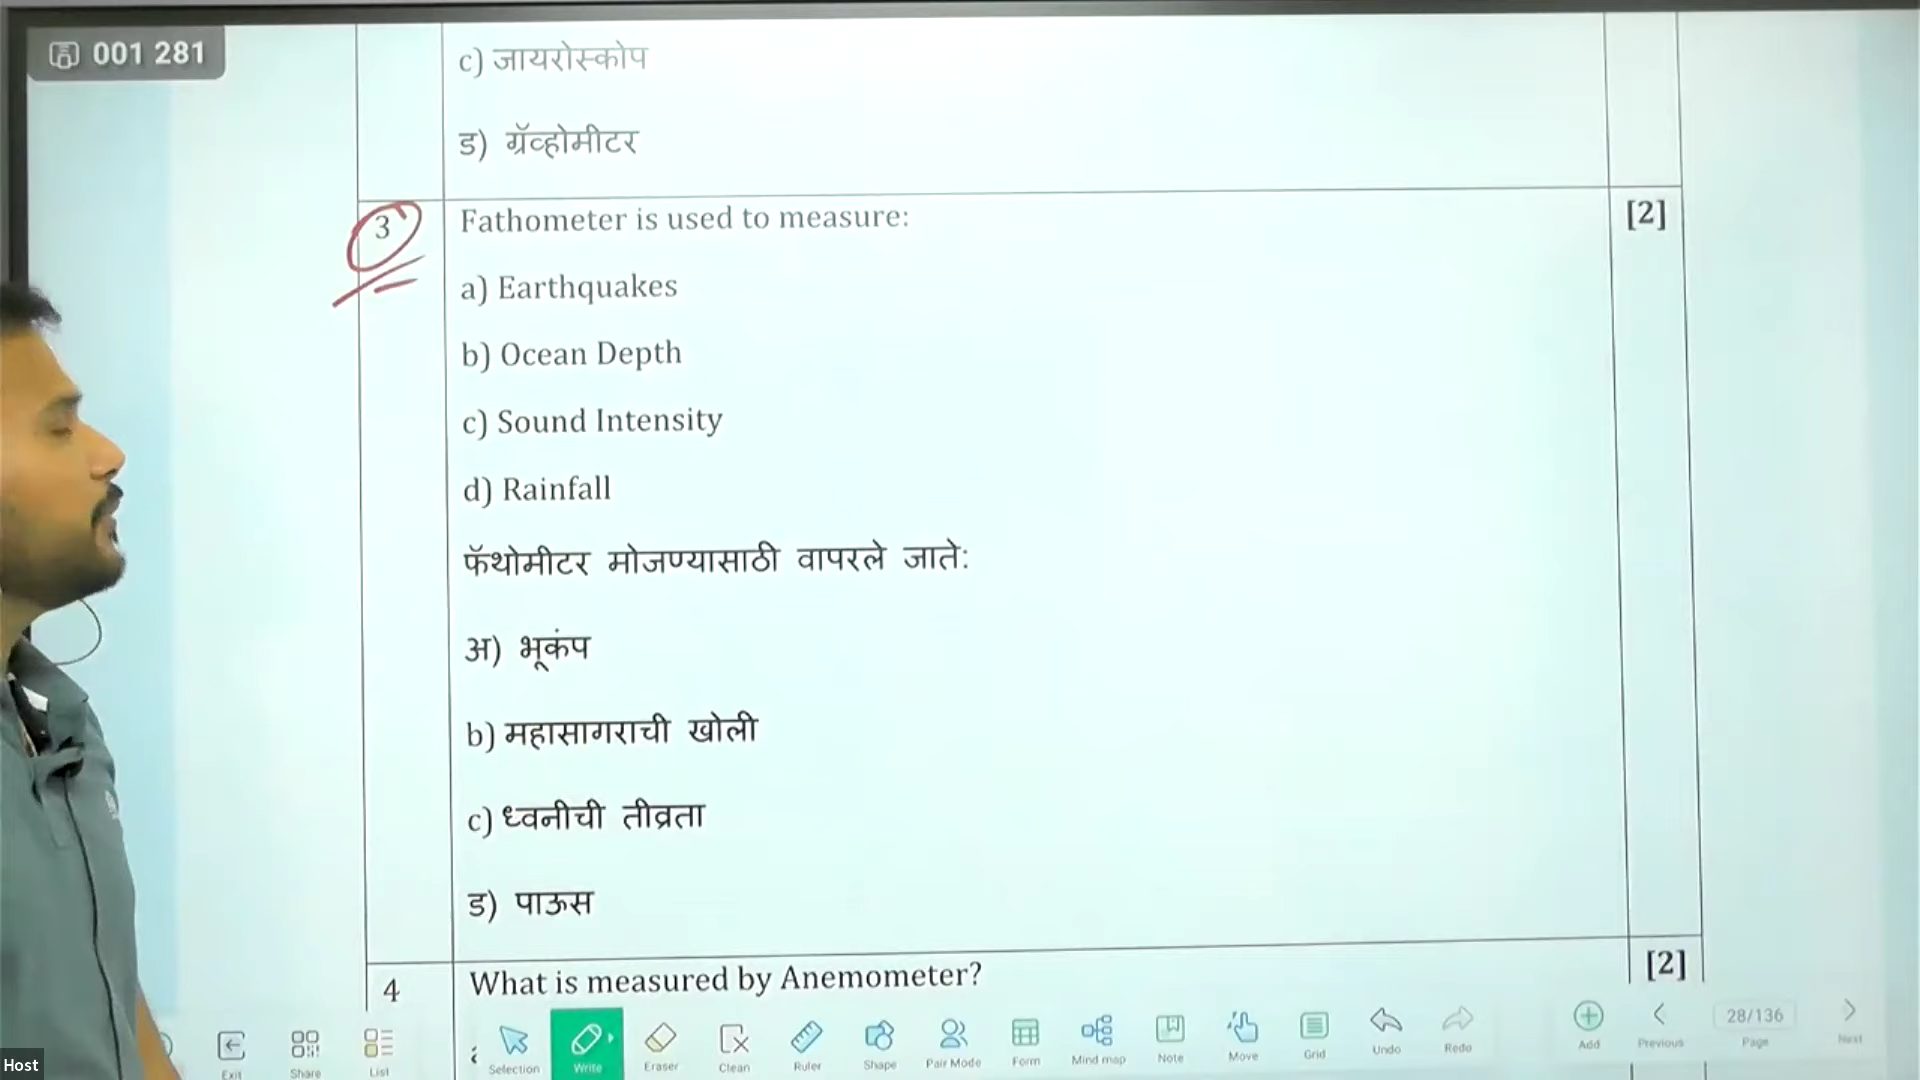 001 281
c) जायरोस्कोप
ड) ग्रॅव्होमीटर
3 Fathometer is used to measure: [2]
a) Earthquakes
b) Ocean Depth
c) Sound Intensity
d) Rainfall
फॅथोमीटर मोजण्यासाठी वापरले जाते:
अ) भूकंप
b) महासागराची खोली
c) ध्वनीची तीव्रता
ड) पाऊस
4 What is measured by Anemometer? [2]
Exit Share List Selection Write Eraser Clean Ruler Shape Pair Mode Form Mind map Note Move Grid Undo Redo Add Previous 28/136 Page Next
Host